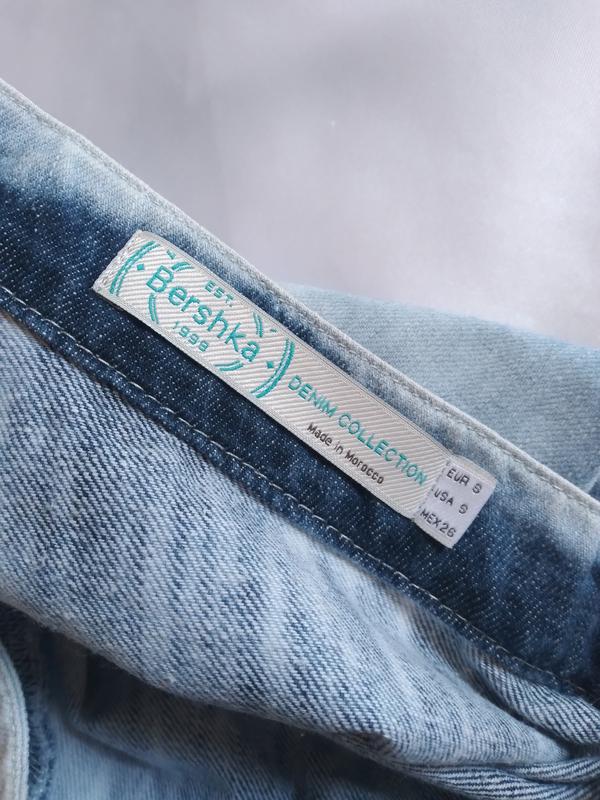 EST.
Bershka
1998
DENIM COLLECTION
Made in Morocco
EUR S
USA S
MEX 26